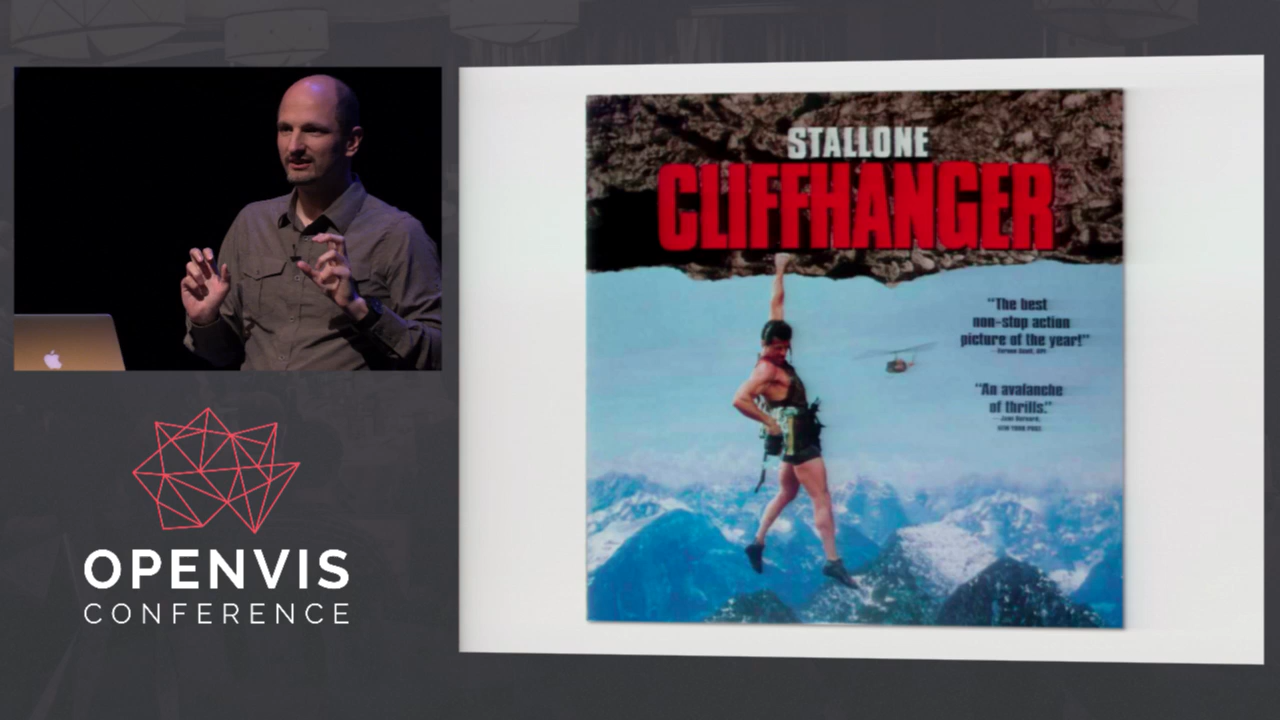 STALLONE
CLIFFHANGER
"The best
non-stop action
picture of the year!"
"An avalanche
of thrills."
NEW YORK POST
OPENVIS
CONFERENCE